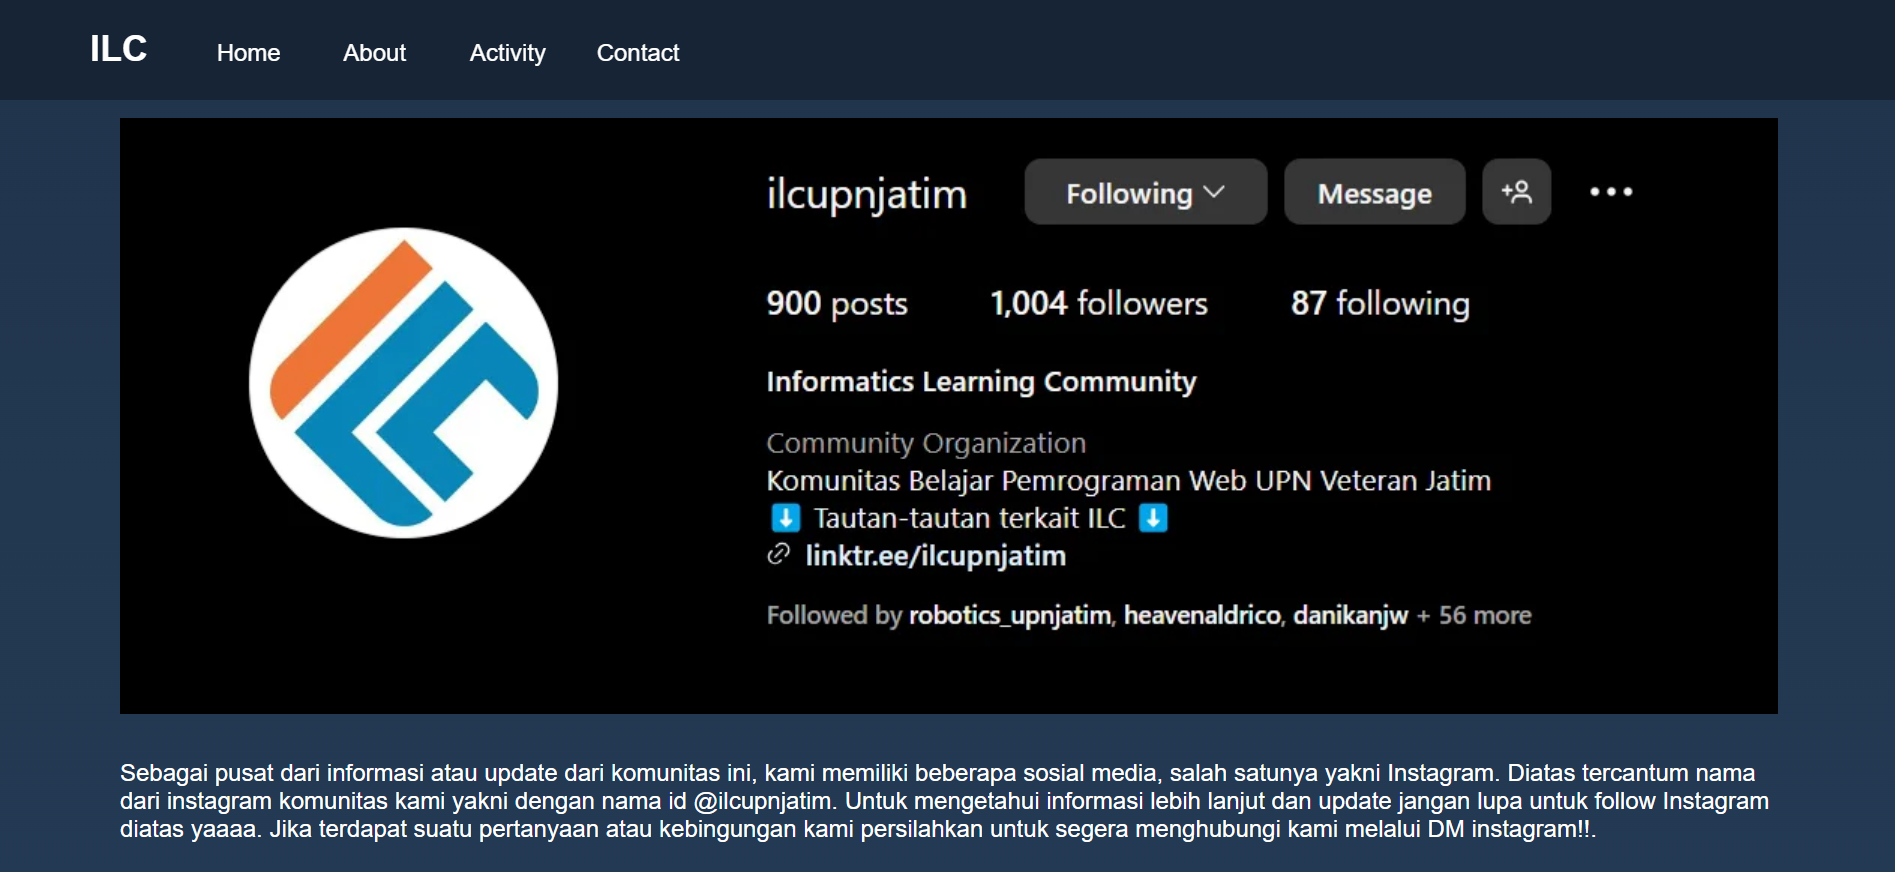 ILC Home About Activity Contact
ilcupnjatim Following Message
900 posts 1,004 followers 87 following
Informatics Learning Community
Community Organization
Komunitas Belajar Pemrograman Web UPN Veteran Jatim
⬇️ Tautan-tautan terkait ILC ⬇️
linktr.ee/ilcupnjatim
Followed by robotics_upnjatim, heavenaldrico, danikanjw + 56 more
Sebagai pusat dari informasi atau update dari komunitas ini, kami memiliki beberapa sosial media, salah satunya yakni Instagram. Diatas tercantum nama
dari instagram komunitas kami yakni dengan nama id @ilcupnjatim. Untuk mengetahui informasi lebih lanjut dan update jangan lupa untuk follow Instagram
diatas yaaaa. Jika terdapat suatu pertanyaan atau kebingungan kami persilahkan untuk segera menghubungi kami melalui DM instagram!!.